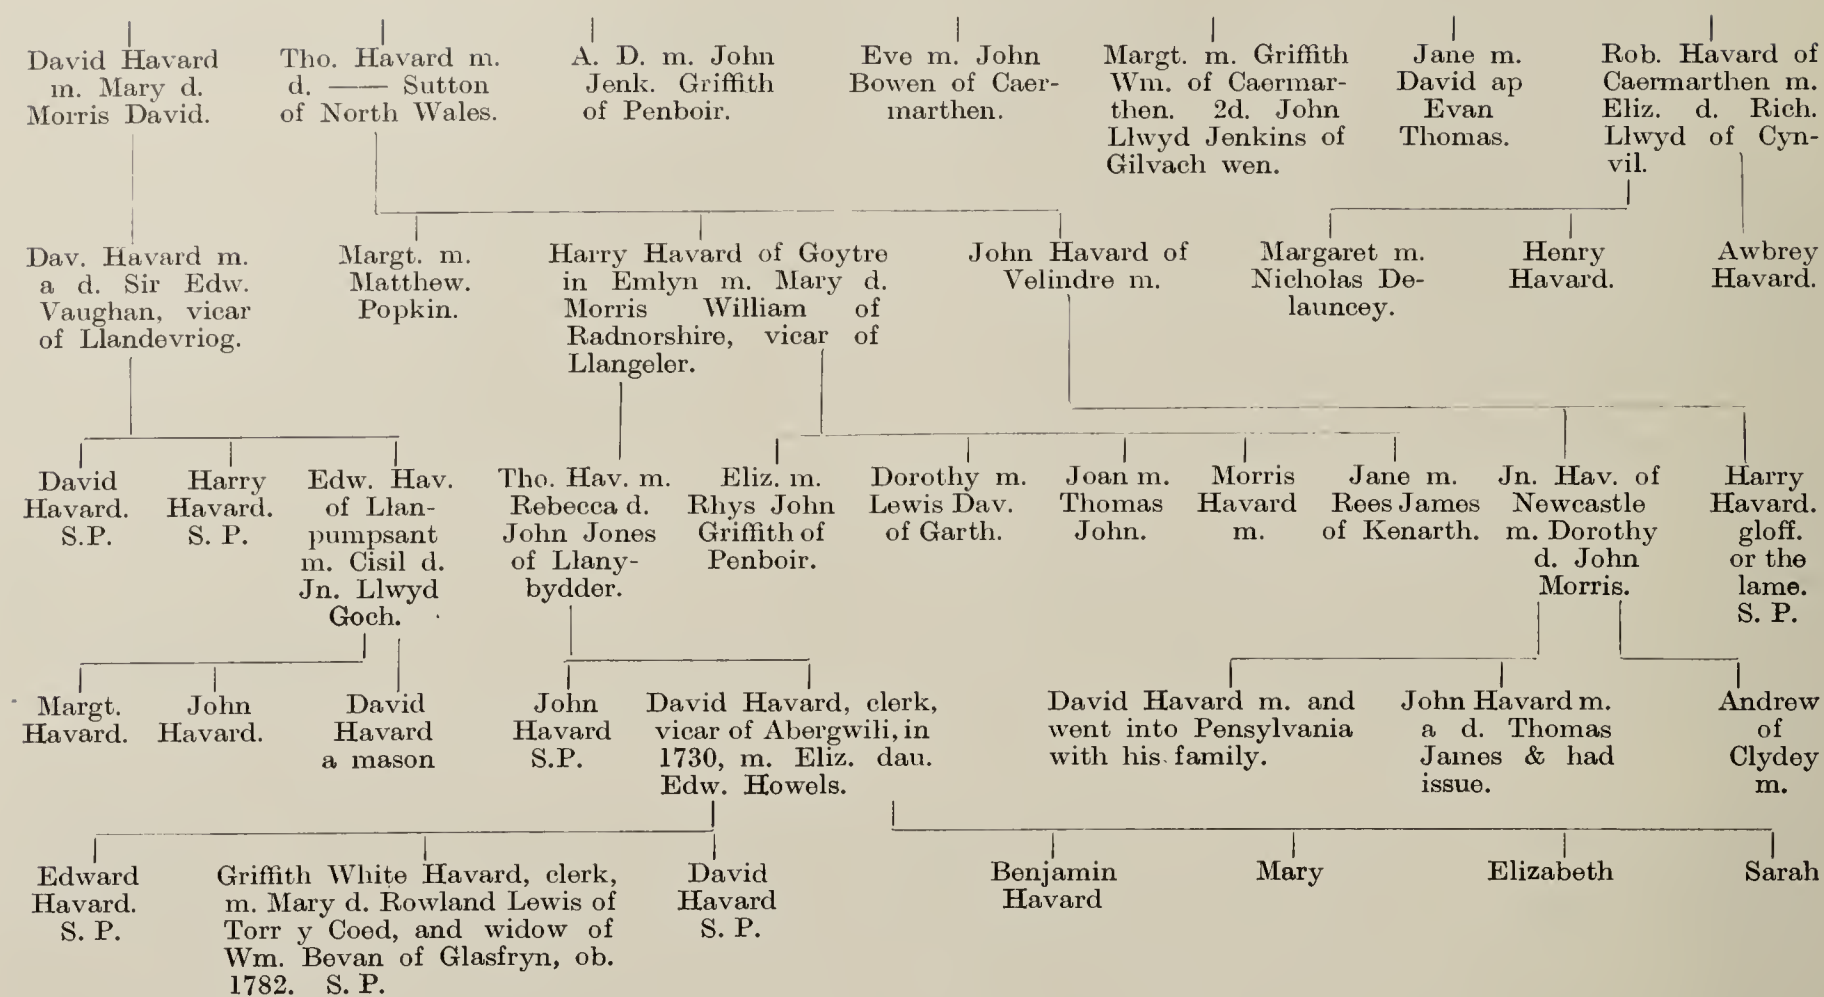 David Havard
m. Mary d.
Morris David.
Tho. Havard m.
d. —— Sutton
of North Wales.
A. D. m. John
Jenk. Griffith
of Penboir.
Eve m. John
Bowen of Caer-
marthen.
Margt. m. Griffith
Wm. of Caermar-
then. 2d. John
Llwyd Jenkins of
Gilvach wen.
Jane m.
David ap
Evan
Thomas.
Rob. Havard of
Caermarthen m.
Eliz. d. Rich.
Llwyd of Cyn-
vil.
Dav. Havard m.
a d. Sir Edw.
Vaughan, vicar
of Llandevriog.
Margt. m.
Matthew.
Popkin.
Harry Havard of Goytre
in Emlyn m. Mary d.
Morris William of
Radnorshire, vicar of
Llangeler.
John Havard of
Velindre m.
Margaret m.
Nicholas De-
launcey.
Henry
Havard.
Awbrey
Havard.
David
Havard.
S.P.
Harry
Havard.
S. P.
Edw. Hav.
of Llan-
pumpsant
m. Cisil d.
Jn. Llwyd
Goch.
Tho. Hav. m.
Rebecca d.
John Jones
of Llany-
bydder.
Eliz. m.
Rhys John
Griffith of
Penboir.
Dorothy m.
Lewis Dav.
of Garth.
Joan m.
Thomas
John.
Morris
Havard
m.
Jane m.
Rees James
of Kenarth.
Jn. Hav. of
Newcastle
m. Dorothy
d. John
Morris.
Harry
Havard.
gloff.
or the
lame.
S. P.
Margt.
Havard.
John
Havard.
David
Havard
a mason
John
Havard
S.P.
David Havard, clerk,
vicar of Abergwili, in
1730, m. Eliz. dau.
Edw. Howels.
David Havard m. and
went into Pensylvania
with his family.
John Havard m.
a d. Thomas
James & had
issue.
Andrew
of
Clydey
m.
Edward
Havard.
S. P.
Griffith White Havard, clerk,
m. Mary d. Rowland Lewis of
Torr y Coed, and widow of
Wm. Bevan of Glasfryn, ob.
1782. S. P.
David
Havard
S. P.
Benjamin
Havard
Mary
Elizabeth
Sarah